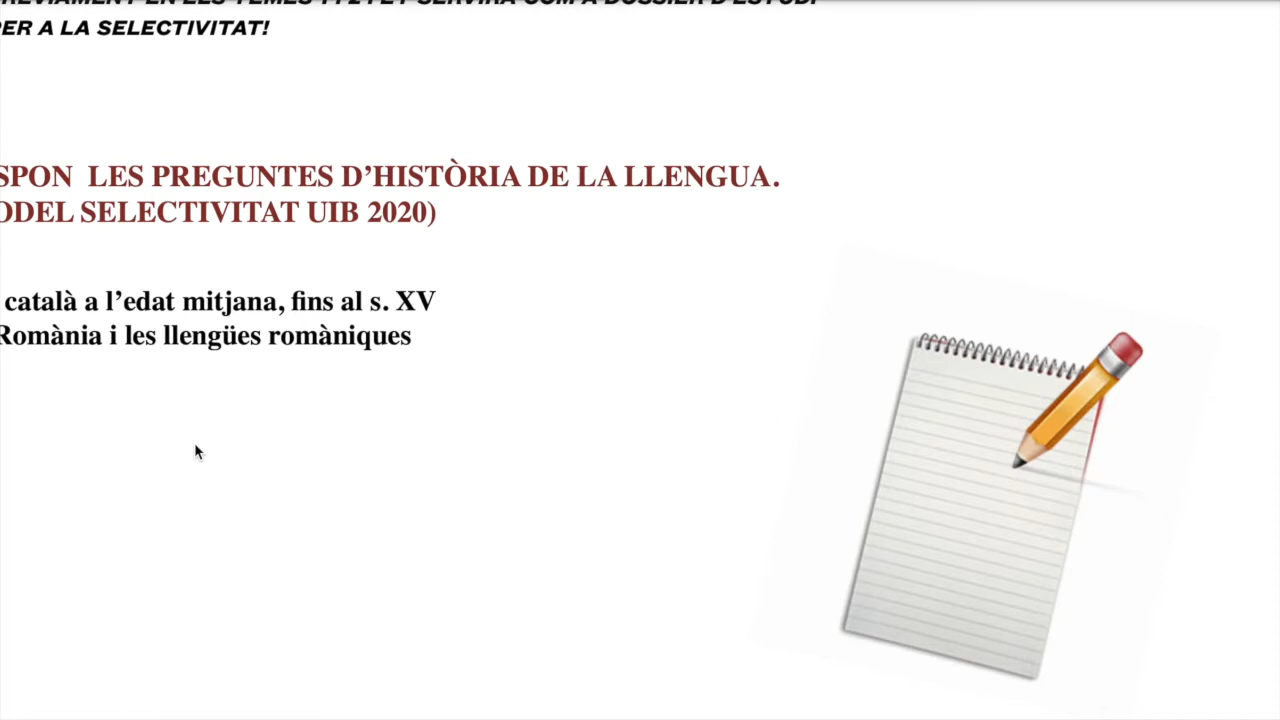 PER A LA SELECTIVITAT!
SPON LES PREGUNTES D'HISTÒRIA DE LA LLENGUA.
ODEL SELECTIVITAT UIB 2020)
català a l'edat mitjana, fins al s. XV
Romània i les llengües romàniques